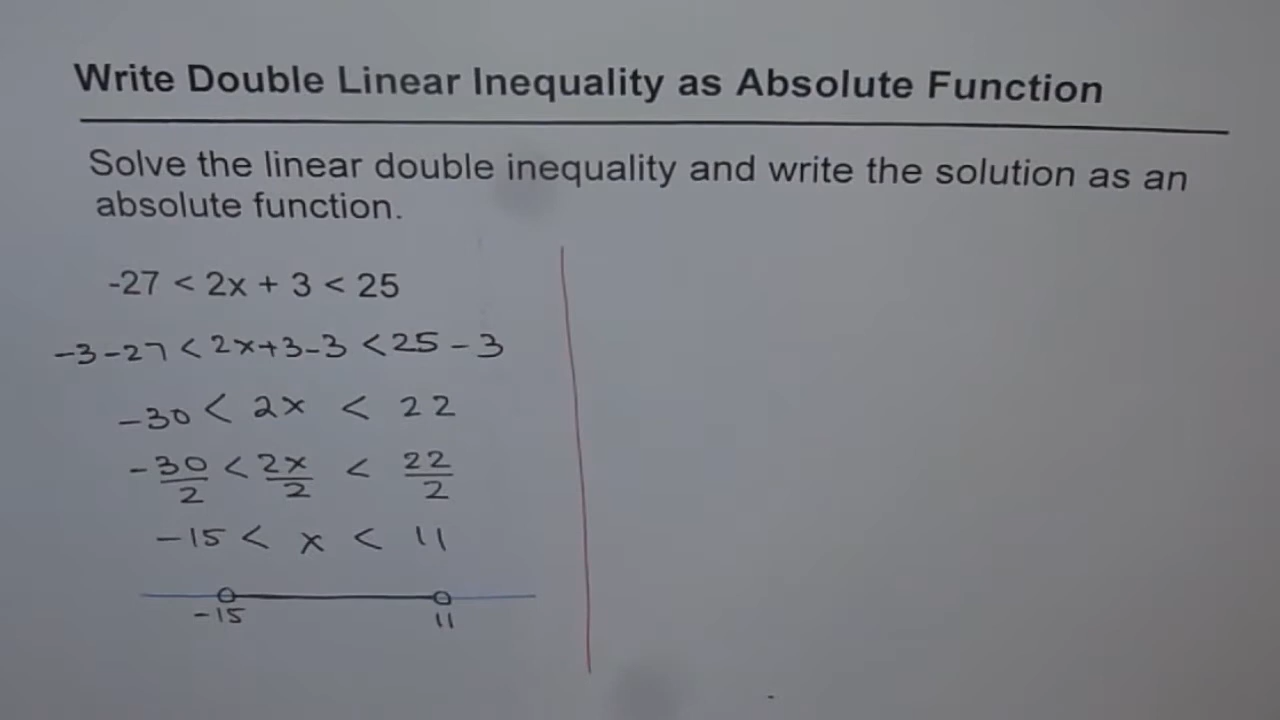 Write Double Linear Inequality as Absolute Function
Solve the linear double inequality and write the solution as an
absolute function.
-27 < 2x + 3 < 25
-3-27 < 2x+3-3 < 25 - 3
-30 < 2x < 22
-30/2 < 2x/2 < 22/2
-15 < x < 11
-15 11